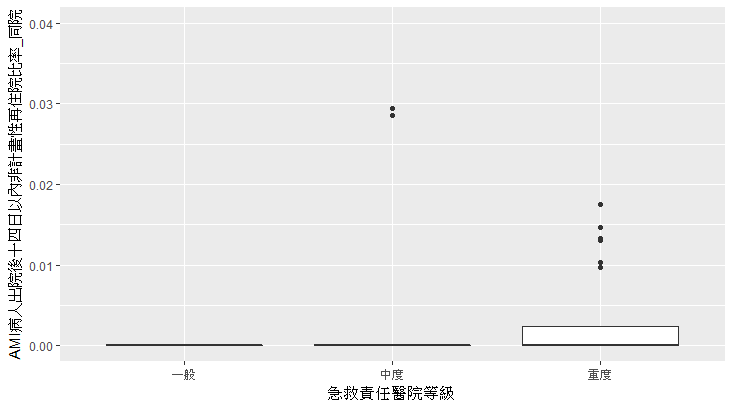 AMI病人出院後十四日以內非計畫性再住院比率_同院
0.04
0.03
0.02
0.01
0.00
一般
中度
重度
急救責任醫院等級